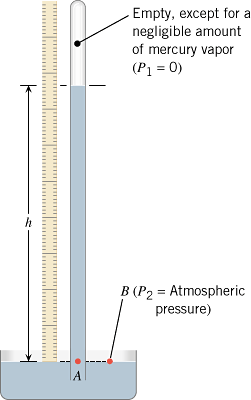 Empty, except for a
negligible amount
of mercury vapor
(P1 = 0)
h
B (P2 = Atmospheric
pressure)
A